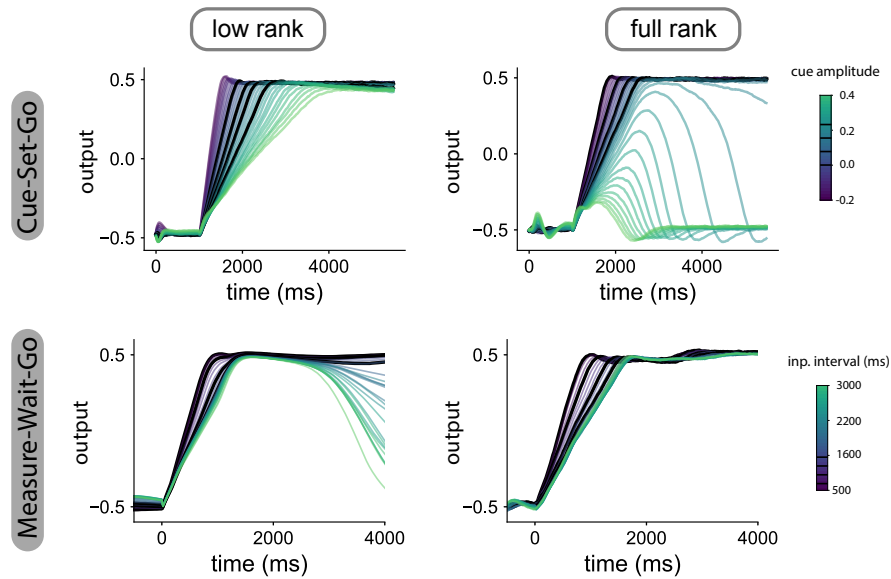 low rank
full rank
Cue-Set-Go
output
0.5
0.0
−0.5
0
2000
4000
time (ms)
output
0.5
0.0
−0.5
0
2000
4000
time (ms)
cue amplitude
0.4
0.2
0.0
-0.2
Measure-Wait-Go
output
0.5
−0.5
0
2000
4000
time (ms)
output
0.5
−0.5
0
2000
4000
time (ms)
inp. interval (ms)
3000
2200
1600
500